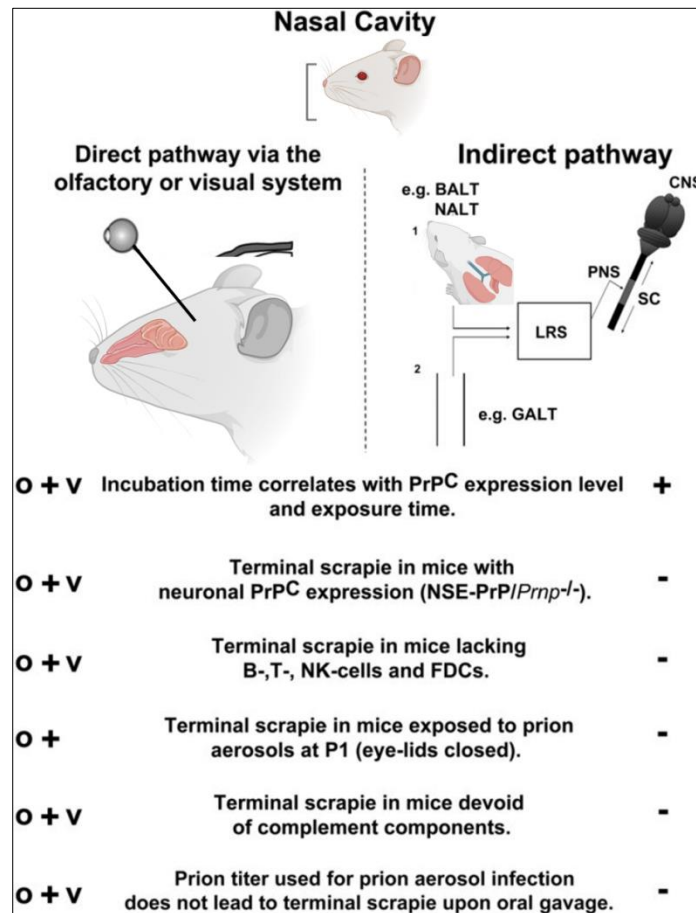 Nasal Cavity
Direct pathway via the
olfactory or visual system
Indirect pathway
e.g. BALT
NALT
1
CNS
PNS
SC
LRS
2
e.g. GALT
o + v Incubation time correlates with PrPC expression level +
and exposure time.
Terminal scrapie in mice with
o + v neuronal PrPC expression (NSE-PrP/Prnp-/-). -
Terminal scrapie in mice lacking
o + v B-,T-, NK-cells and FDCs. -
Terminal scrapie in mice exposed to prion
o + aerosols at P1 (eye-lids closed). -
Terminal scrapie in mice devoid
o + v of complement components. -
Prion titer used for prion aerosol infection
o + v does not lead to terminal scrapie upon oral gavage. -